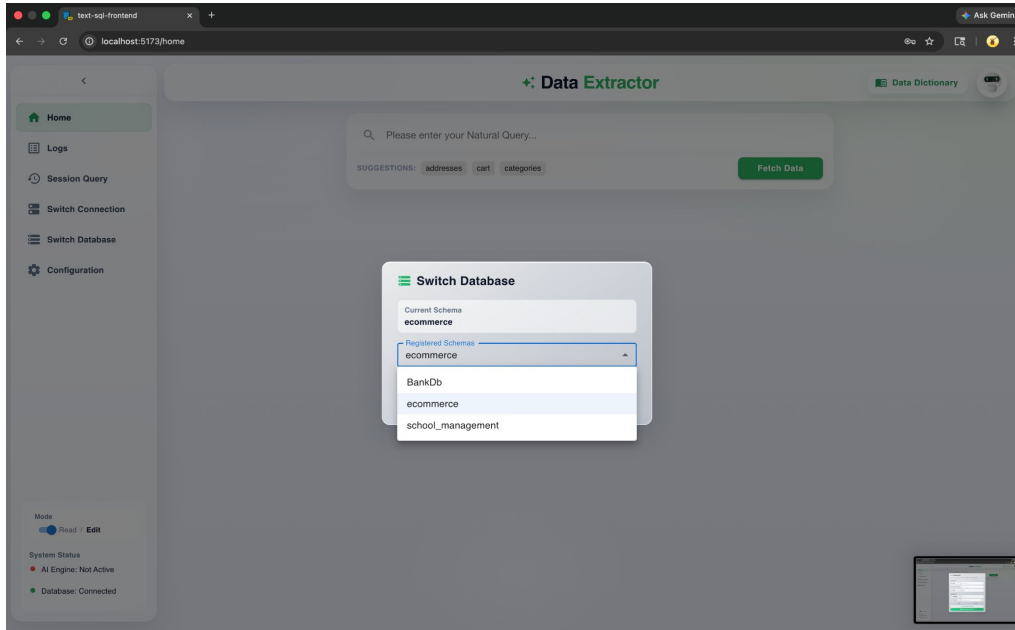 text-sql-frontend
Ask Gemin
localhost:5173/home
Data Extractor
Data Dictionary
Home
Logs
Session Query
Switch Connection
Switch Database
Configuration
Please enter your Natural Query...
SUGGESTIONS: addresses cart categories
Fetch Data
Switch Database
Current Schema
ecommerce
Registered Schemas
ecommerce
BankDb
ecommerce
school_management
Mode
Read / Edit
System Status
AI Engine: Not Active
Database: Connected